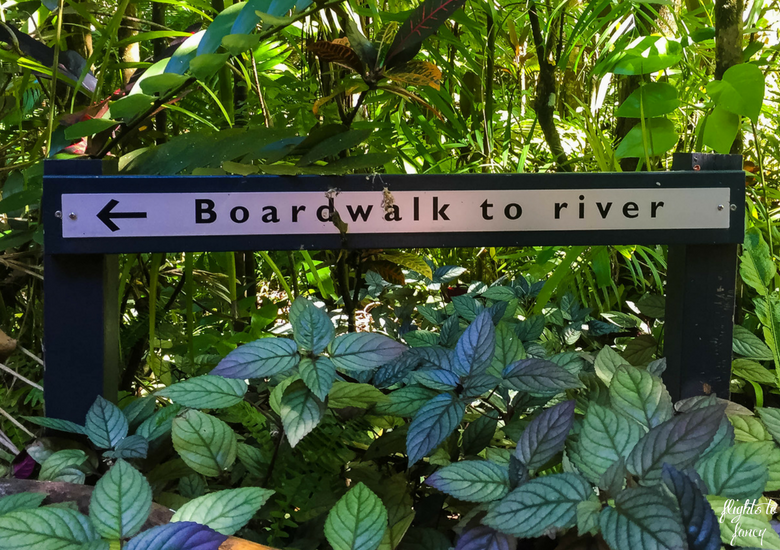 ← Boardwalk to river
flights to
fancy